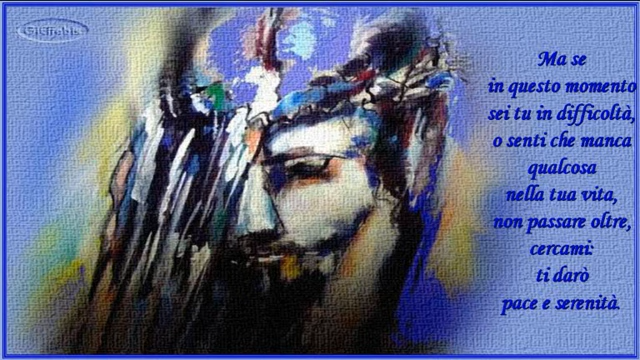 Ma se
in questo momento
sei tu in difficoltà,
o senti che manca
qualcosa
nella tua vita,
non passare oltre,
cercami:
ti darò
pace e serenità.